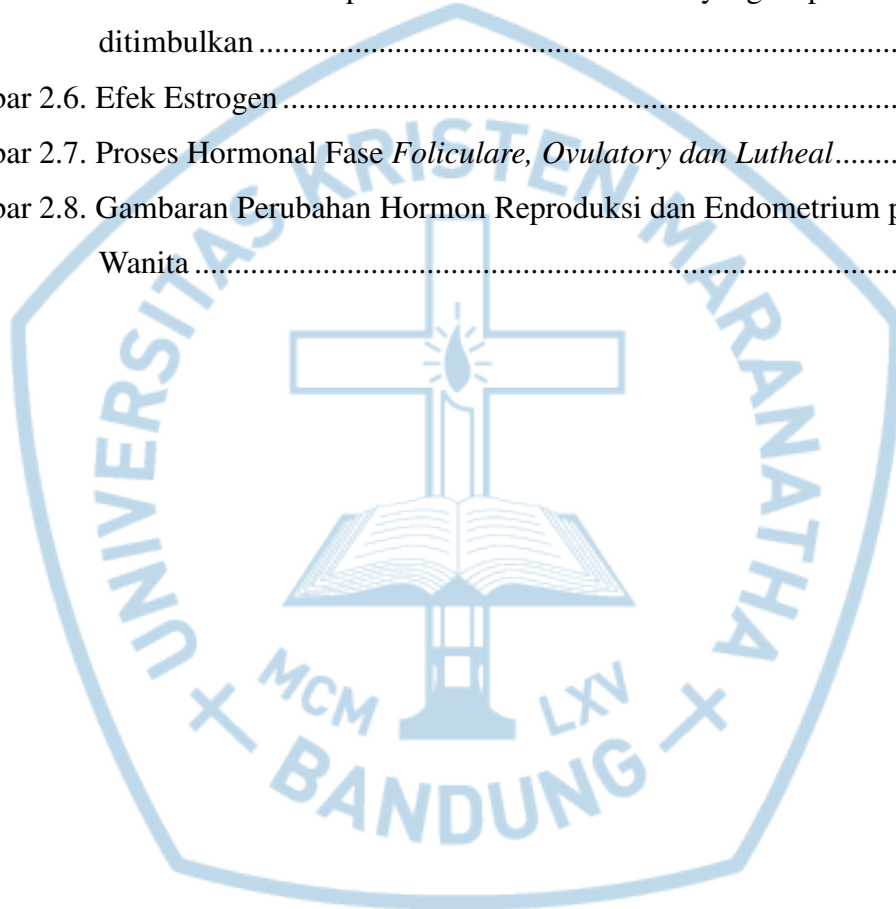 ditimbulkan ................................................................................
bar 2.6. Efek Estrogen ................................................................................
bar 2.7. Proses Hormonal Fase Foliculare, Ovulatory dan Lutheal........
bar 2.8. Gambaran Perubahan Hormon Reproduksi dan Endometrium p
Wanita ................................................................................
UNIVERSITAS KRISTEN MARANATHA
MCM LXV
BANDUNG